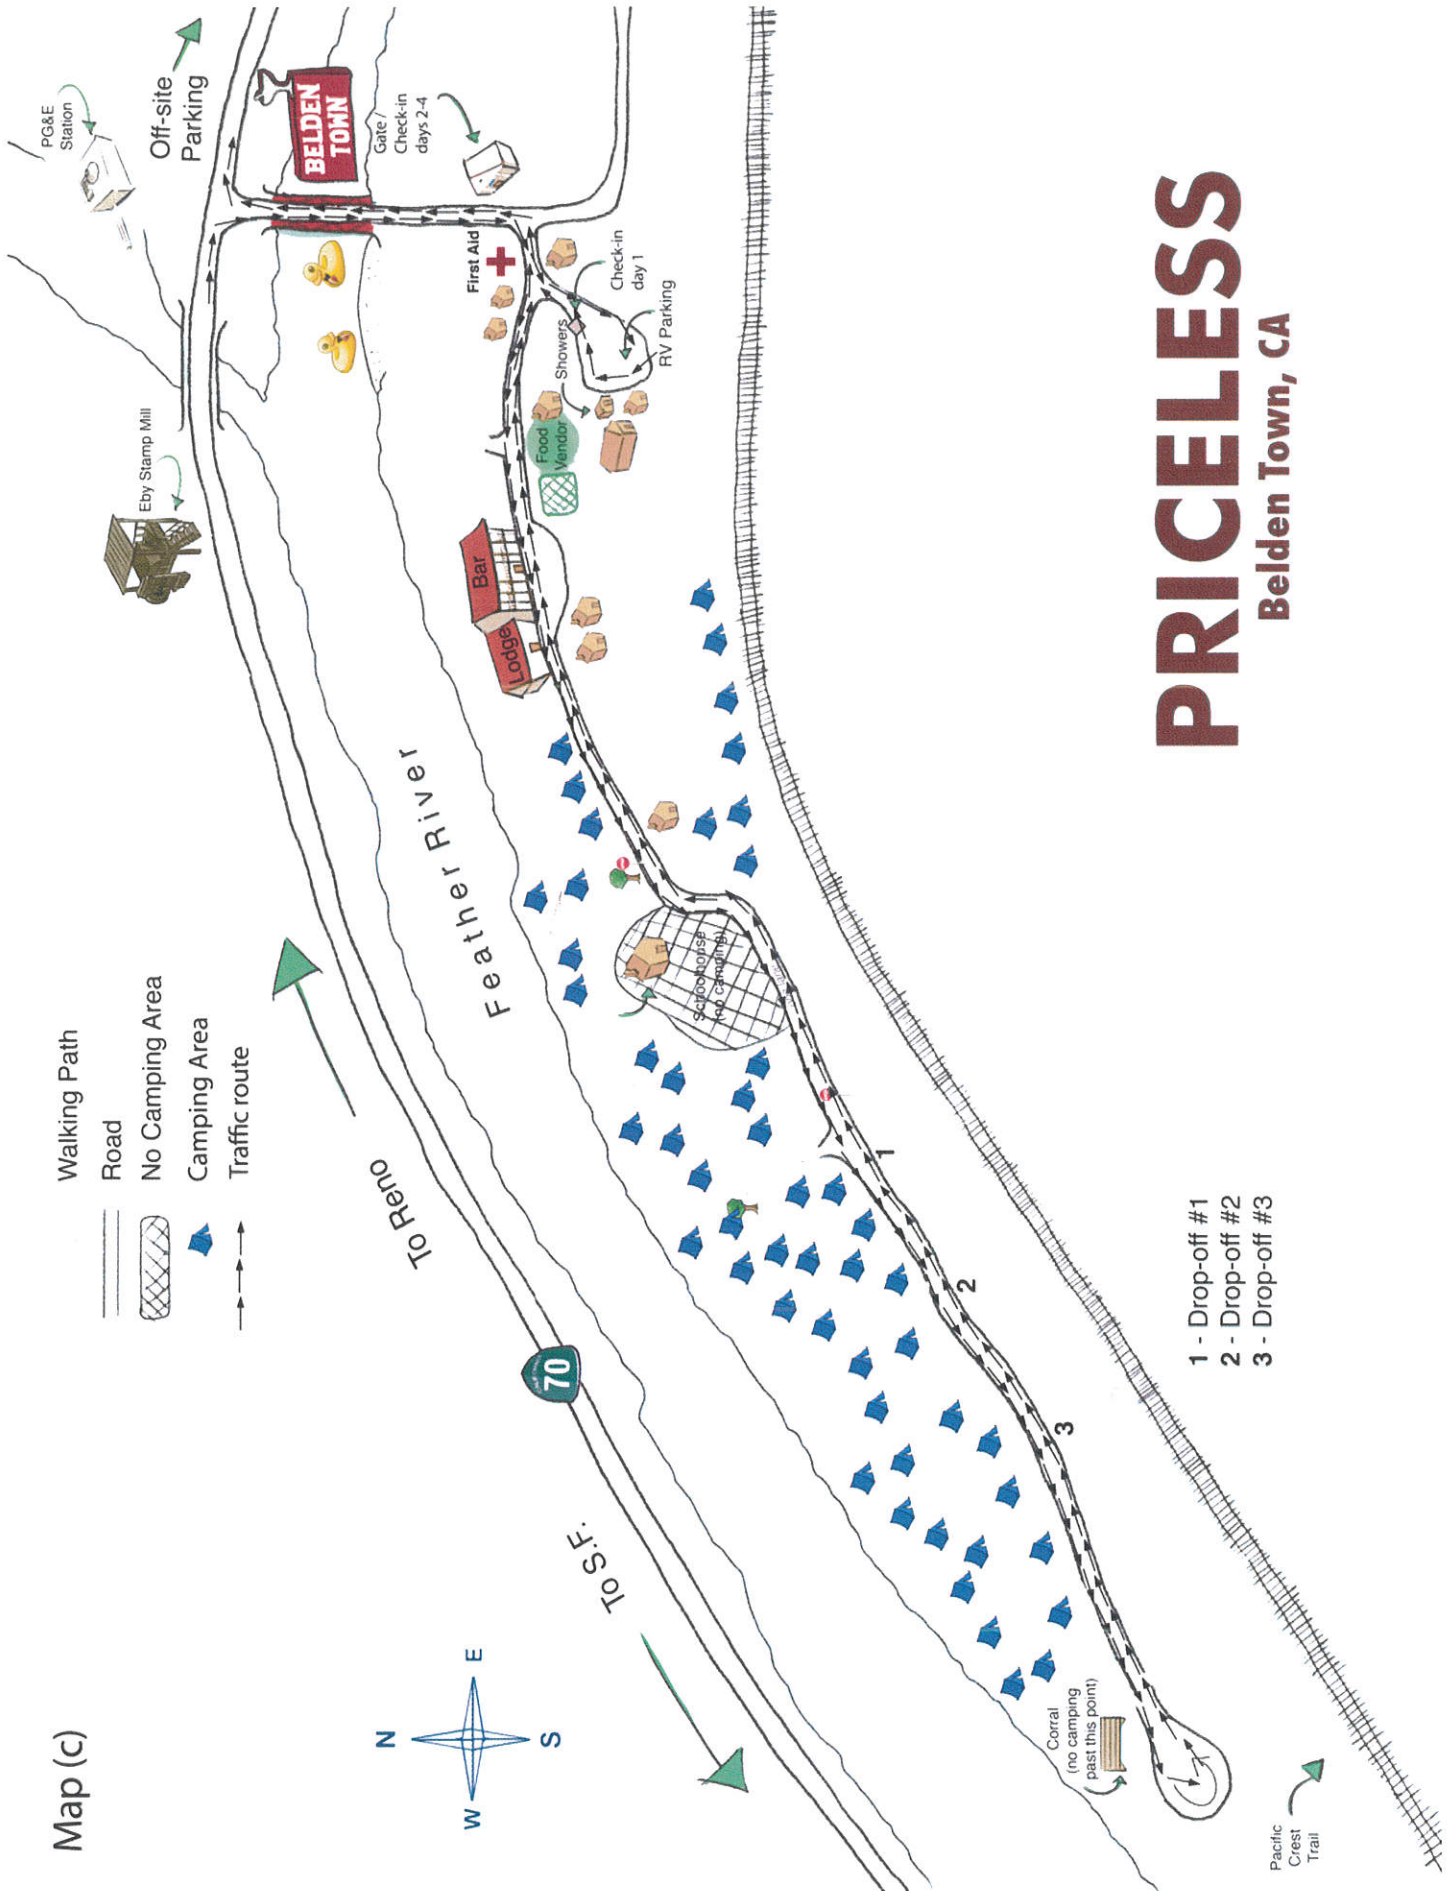 Map (c)
Walking Path
Road
No Camping Area
Camping Area
Traffic route
N
W
E
S
To Reno
To S.F.
70
Feather River
Eby Stamp Mill
PG&E
Station
Off-site
Parking
BELDEN
TOWN
Gate /
Check-in
days 2-4
First Aid
Check-in
day 1
Showers
RV Parking
Food
Vendor
Bar
Lodge
Schoolhouse
(no camping)
1
2
3
Corral
(no camping
past this point)
Pacific
Crest
Trail
1 - Drop-off #1
2 - Drop-off #2
3 - Drop-off #3
PRICELESS
Belden Town, CA